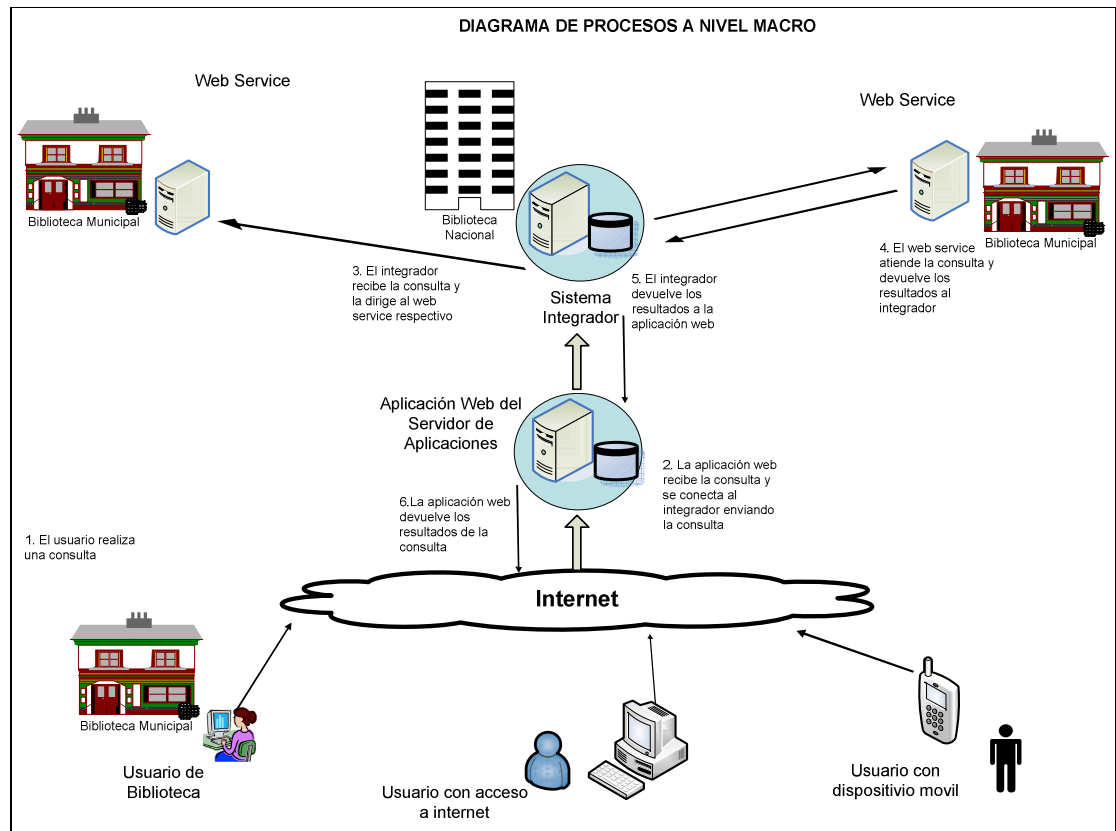 DIAGRAMA DE PROCESOS A NIVEL MACRO
Web Service
Web Service
Biblioteca Municipal
Biblioteca
Nacional
Biblioteca Municipal
3. El integrador
recibe la consulta y
la dirige al web
service respectivo
Sistema
Integrador
5. El integrador
devuelve los
resultados a la
aplicación web
4. El web service
atiende la consulta y
devuelve los
resultados al
integrador
Aplicación Web del
Servidor de
Aplicaciones
2. La aplicación web
recibe la consulta y
se conecta al
integrador enviando
la consulta
6.La aplicación web
devuelve los
resultados de la
consulta
1. El usuario realiza
una consulta
Internet
Biblioteca Municipal
Usuario de
Biblioteca
Usuario con acceso
a internet
Usuario con
dispositivio movil